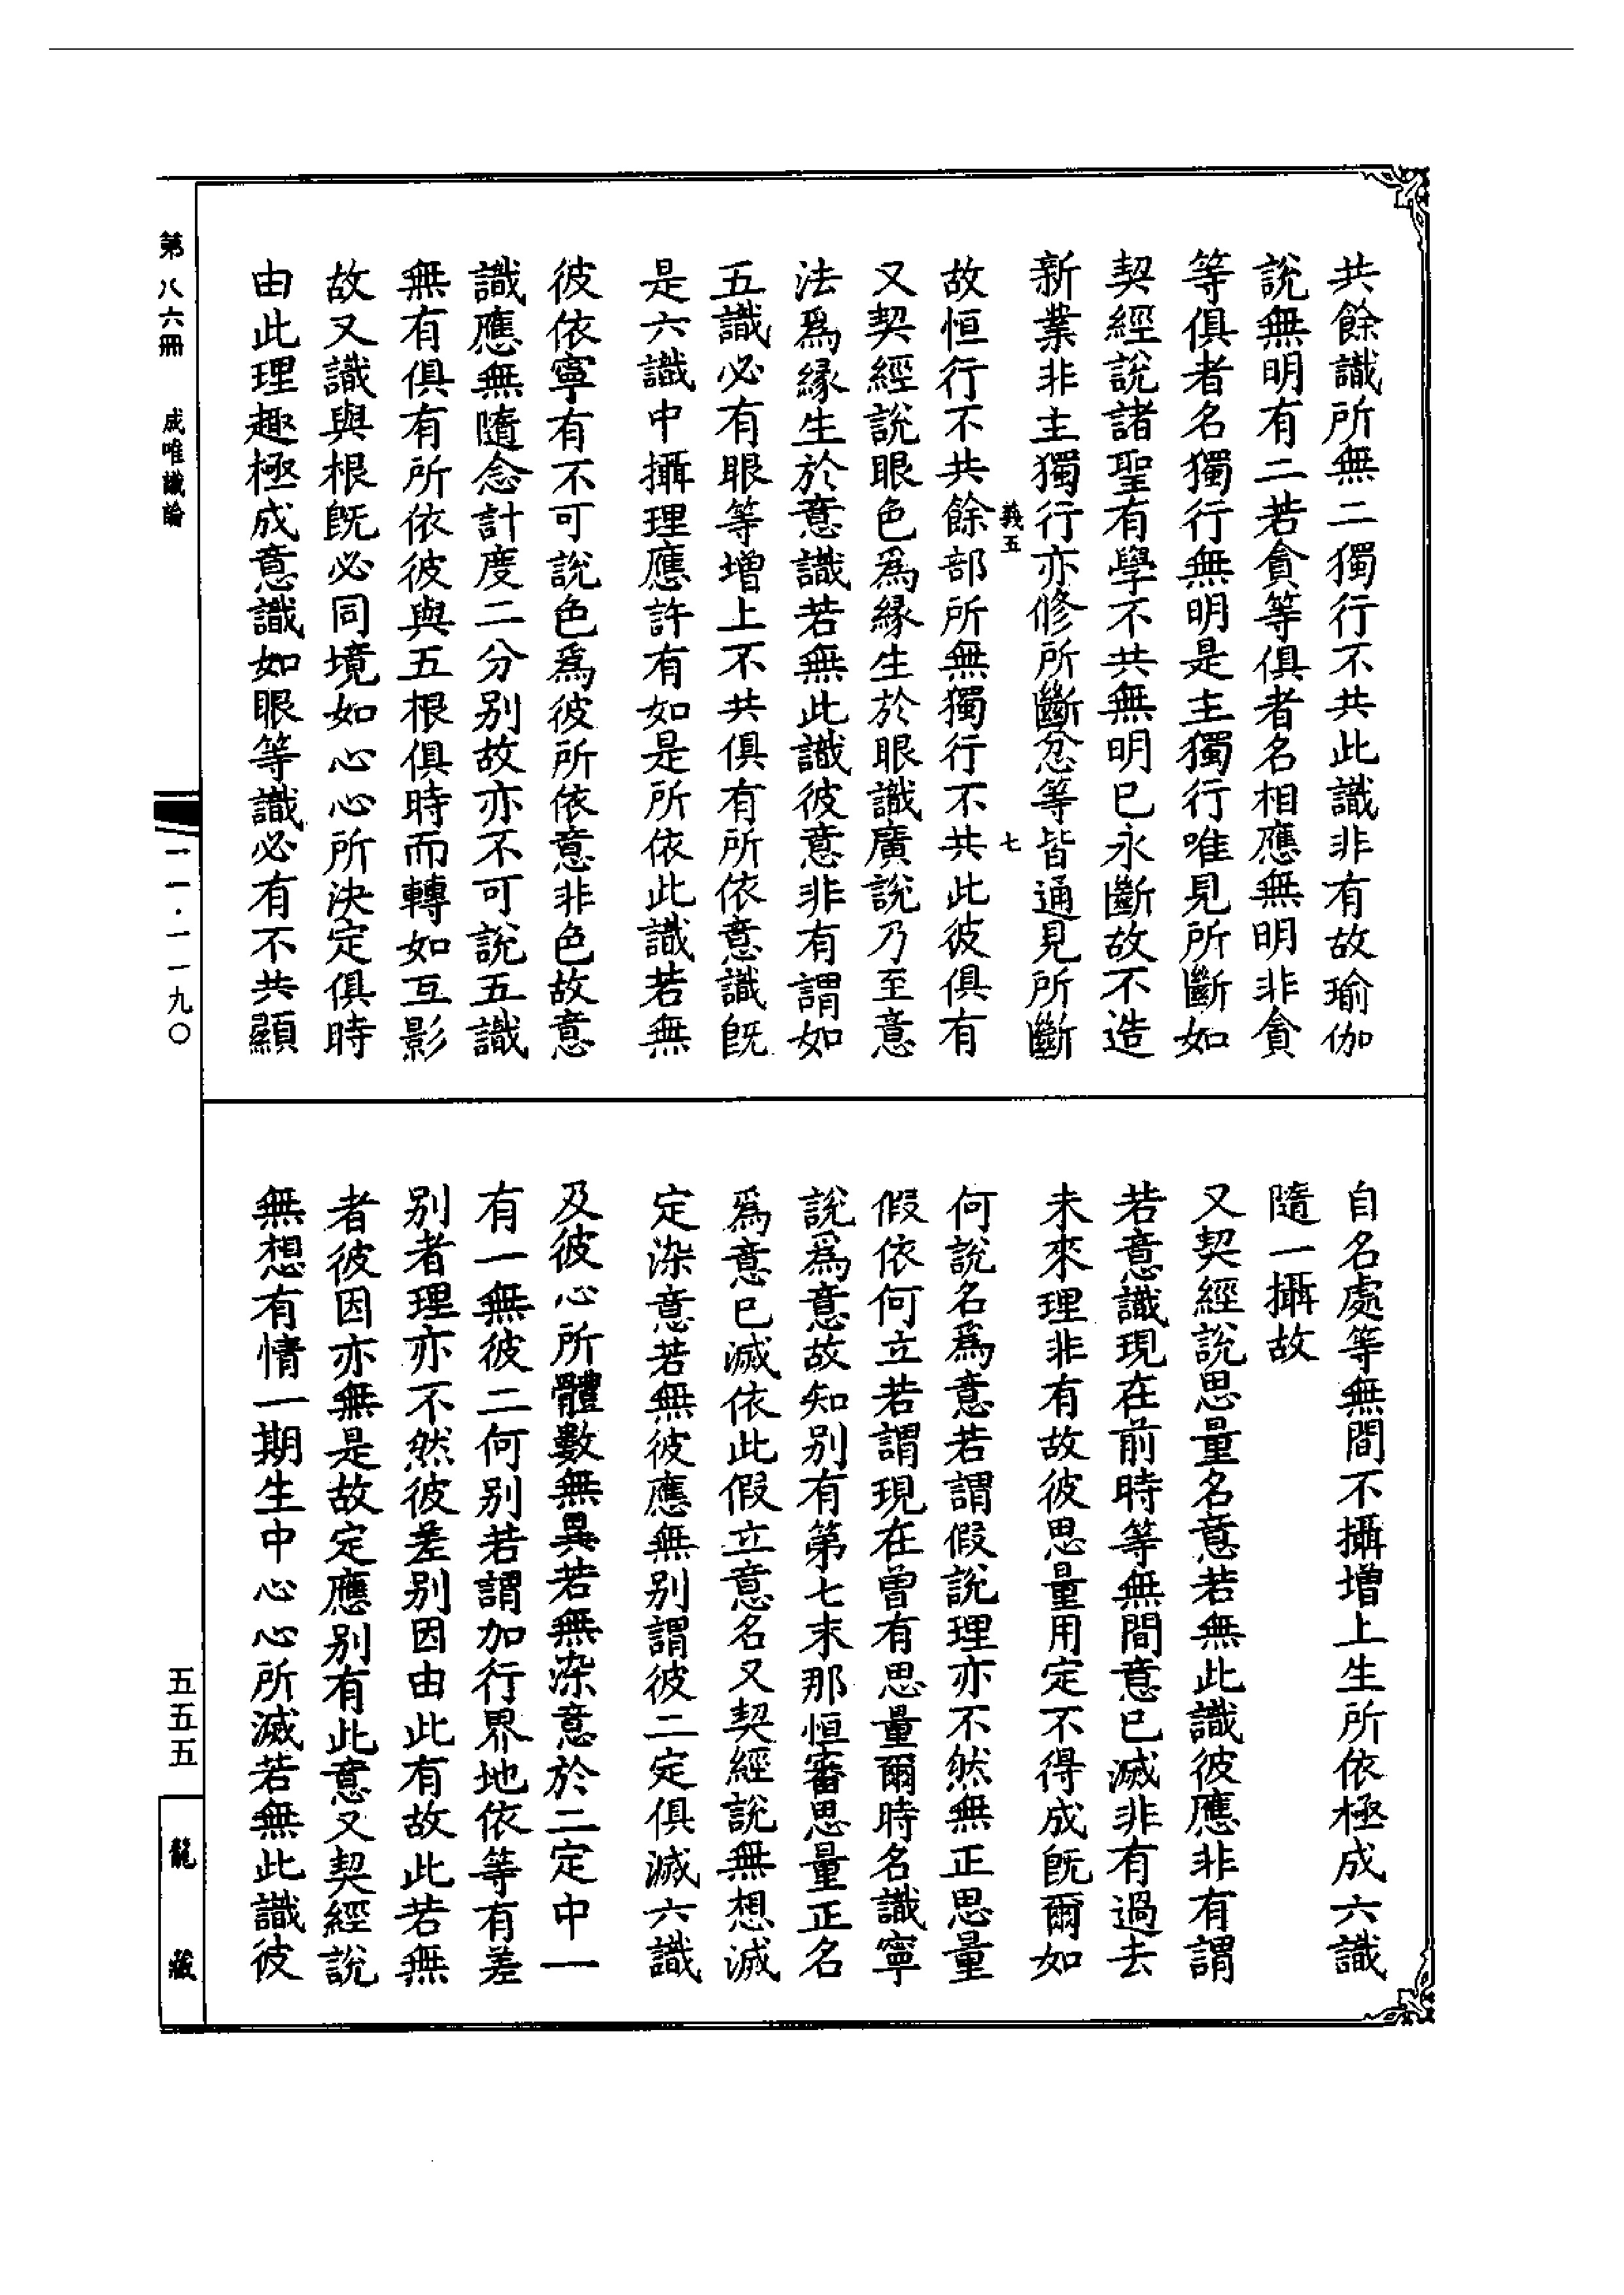 共餘識所無二獨行不共此識非有故瑜伽
說無明有二若貪等俱者名相應無明非貪
等俱者名獨行無明是主獨行唯見所斷如
契經說諸聖有學不共無明已永斷故不造
新業非主獨行亦修所斷忿等皆通見所斷
義五 七
故恒行不共餘部所無獨行不共此彼俱有
又契經說眼色為緣生於眼識廣說乃至意
法為緣生於意識若無此識彼意非有謂如
五識必有眼等增上不共俱有所依意識旣
是六識中攝理應許有如是所依此識若無
彼依寧有不可說色為彼所依意非色故意
識應無隨念計度二分別故亦不可說五識
無有俱有所依彼與五根俱時而轉如互影
故又識與根旣必同境如心心所決定俱時
由此理趣極成意識如眼等識必有不共顯
自名處等無間不攝增上生所依極成六識
隨一攝故
又契經說思量名意若無此識彼應非有謂
若意識現在前時等無間意已滅非有過去
未來理非有故彼思量用定不得成旣爾如
何說名為意若謂假說理亦不然無正思量
假依何立若謂現在曾有思量爾時名識寧
說為意故知別有第七末那恒審思量正名
為意已滅依此假立意名又契經說無想滅
定染意若無彼應無別謂彼二定俱滅六識
及彼心所體數無異若無染意於二定中一
有一無彼二何別若謂加行界地依等有差
別者理亦不然彼差別因由此有故此若無
者彼因亦無是故定應別有此意又契經說
無想有情一期生中心心所滅若無此識彼
第八六冊 成唯識論
一一·一一九〇
五五五
龍藏